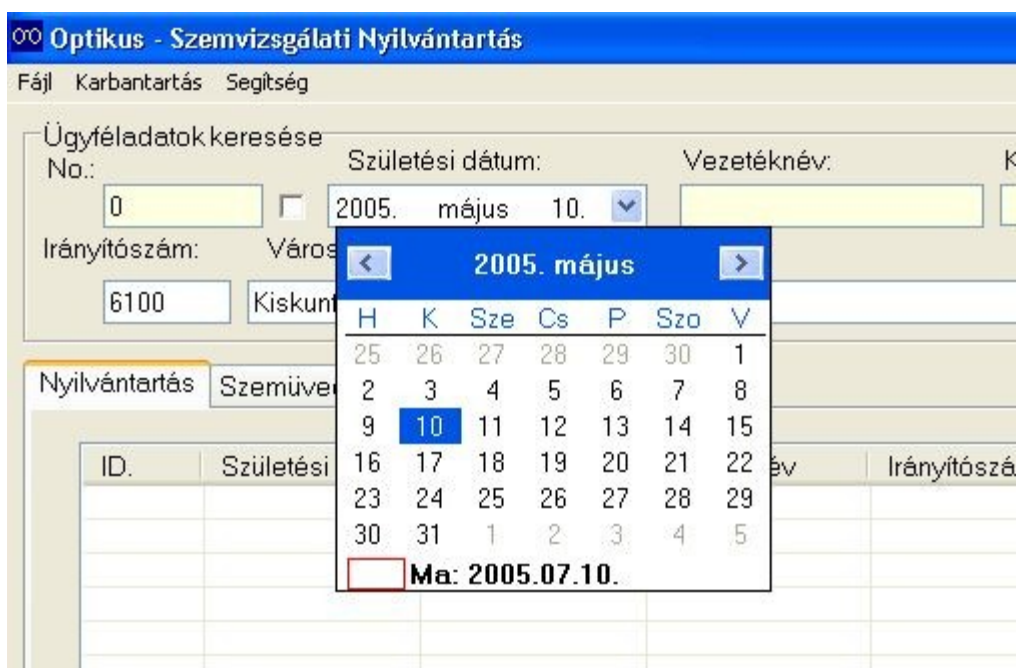 Optikus - Szemvizsgálati Nyilvántartás
Fájl Karbantartás Segítség
Ügyféladatok keresése
No.: Születési dátum: Vezetéknév: K
0 2005. május 10.
Irányítószám: Város
6100 Kiskun
2005. május
H K Sze Cs P Szo V
25 26 27 28 29 30 1
2 3 4 5 6 7 8
9 10 11 12 13 14 15
16 17 18 19 20 21 22
23 24 25 26 27 28 29
30 31 1 2 3 4 5
Ma: 2005.07.10.
Nyilvántartás Szemüve
ID. Születési év Irányítószá